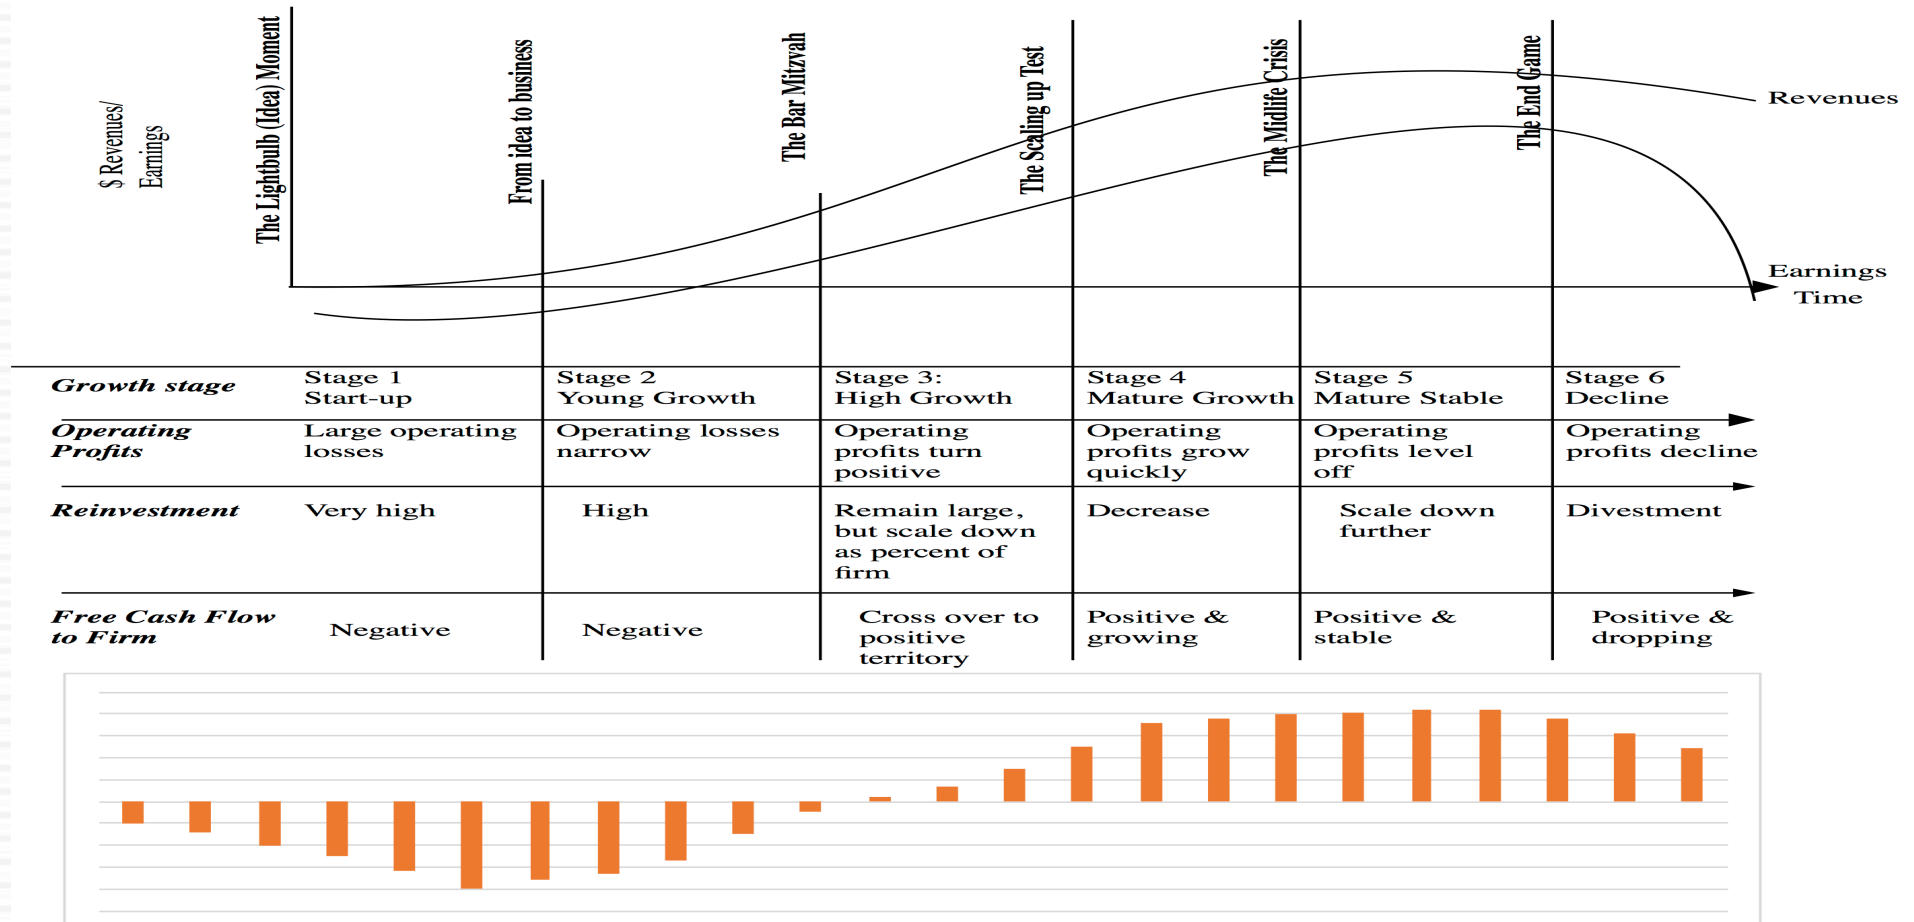 $ Revenues/
Earnings
The Lightbulb (Idea) Moment
From idea to business
The Bar Mitzvah
The Scaling up Test
The Midlife Crisis
The End Game
Revenues
Earnings
Time
Growth stage
Stage 1
Start-up
Stage 2
Young Growth
Stage 3:
High Growth
Stage 4
Mature Growth
Stage 5
Mature Stable
Stage 6
Decline
Operating
Profits
Large operating
losses
Operating losses
narrow
Operating
profits turn
positive
Operating
profits grow
quickly
Operating
profits level
off
Operating
profits decline
Reinvestment
Very high
High
Remain large,
but scale down
as percent of
firm
Decrease
Scale down
further
Divestment
Free Cash Flow
to Firm
Negative
Negative
Cross over to
positive
territory
Positive &
growing
Positive &
stable
Positive &
dropping